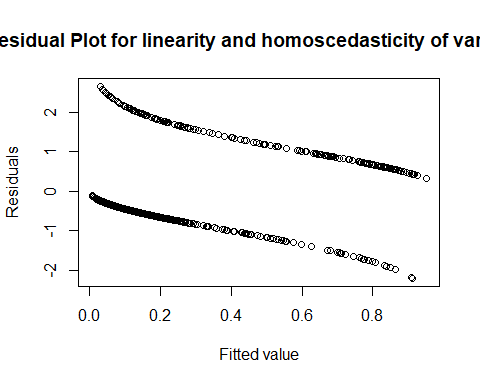 esidual Plot for linearity and homoscedasticity of var
Residuals
2
1
0
-1
-2
0.0 0.2 0.4 0.6 0.8
Fitted value